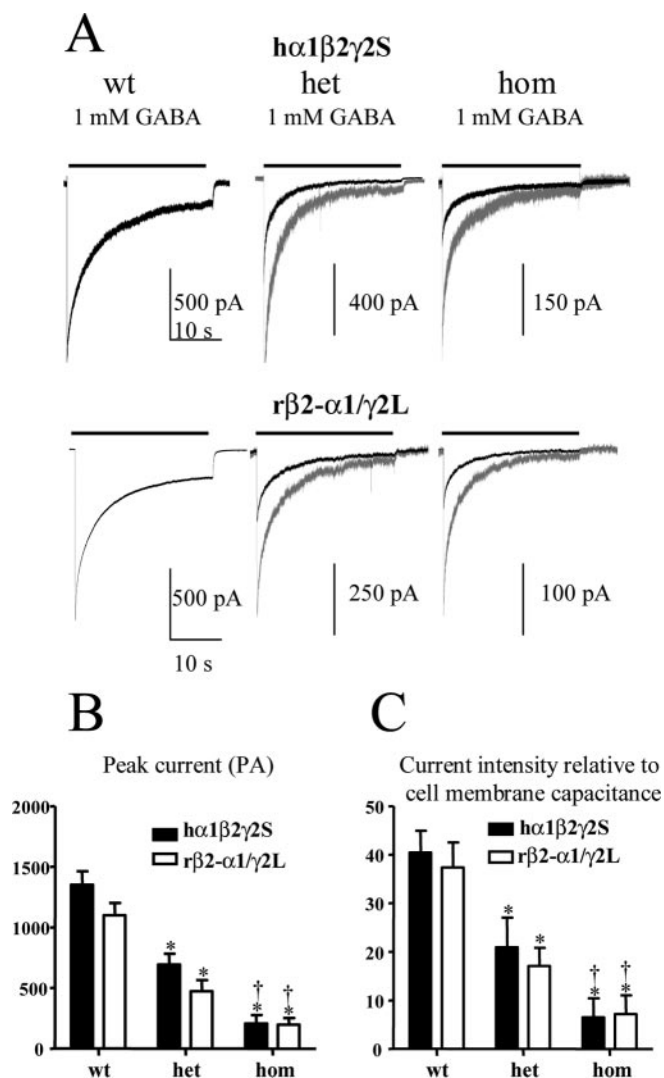 A
hα1β2γ2S
wt het hom
1 mM GABA 1 mM GABA 1 mM GABA
500 pA 400 pA 150 pA
10 s
rβ2-α1/γ2L
500 pA 250 pA 100 pA
10 s
B
Peak current (PA)
2000
1500
1000
500
0
hα1β2γ2S
rβ2-α1/γ2L
* *
† †
* *
wt het hom
C
Current intensity relative to
cell membrane capacitance
50
40
30
20
10
0
hα1β2γ2S
rβ2-α1/γ2L
* *
† †
* *
wt het hom